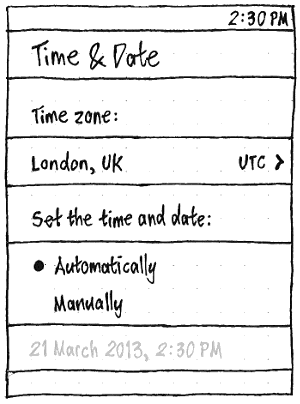 2:30 PM
Time & Date
Time zone:
London, UK UTC >
Set the time and date:
Automatically
Manually
21 March 2013, 2:30 PM